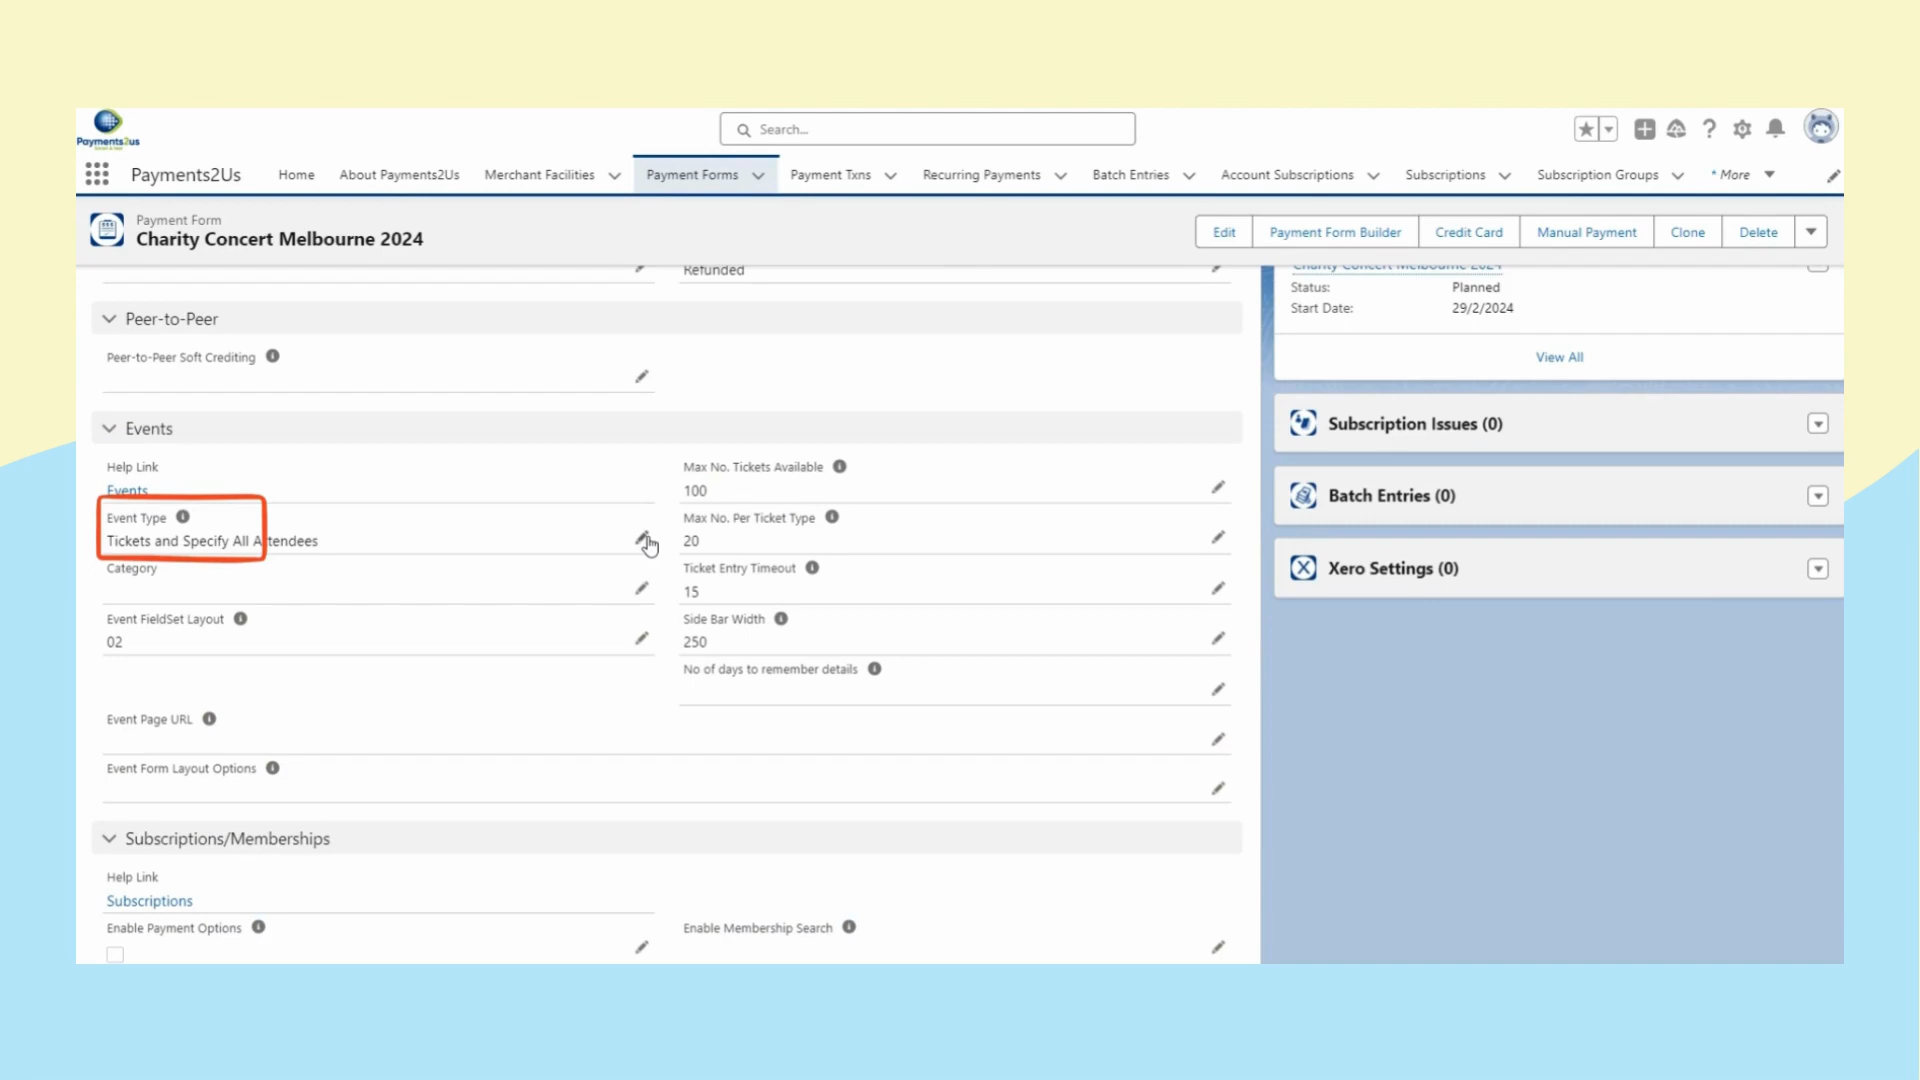 Payments2us
Search...
Payments2Us
Home
About Payments2Us
Merchant Facilities
Payment Forms
Payment Txns
Recurring Payments
Batch Entries
Account Subscriptions
Subscriptions
Subscription Groups
* More
Payment Form
Charity Concert Melbourne 2024
Edit
Payment Form Builder
Credit Card
Manual Payment
Clone
Delete
Refunded
Charity Concert Melbourne 2024
Status:
Planned
Start Date:
29/2/2024
View All
Peer-to-Peer
Peer-to-Peer Soft Crediting
Events
Help Link
Events
Max No. Tickets Available
100
Event Type
Tickets and Specify All Attendees
Max No. Per Ticket Type
20
Category
Ticket Entry Timeout
15
Event FieldSet Layout
02
Side Bar Width
250
No of days to remember details
Event Page URL
Event Form Layout Options
Subscriptions/Memberships
Help Link
Subscriptions
Enable Payment Options
Enable Membership Search
Subscription Issues (0)
Batch Entries (0)
Xero Settings (0)